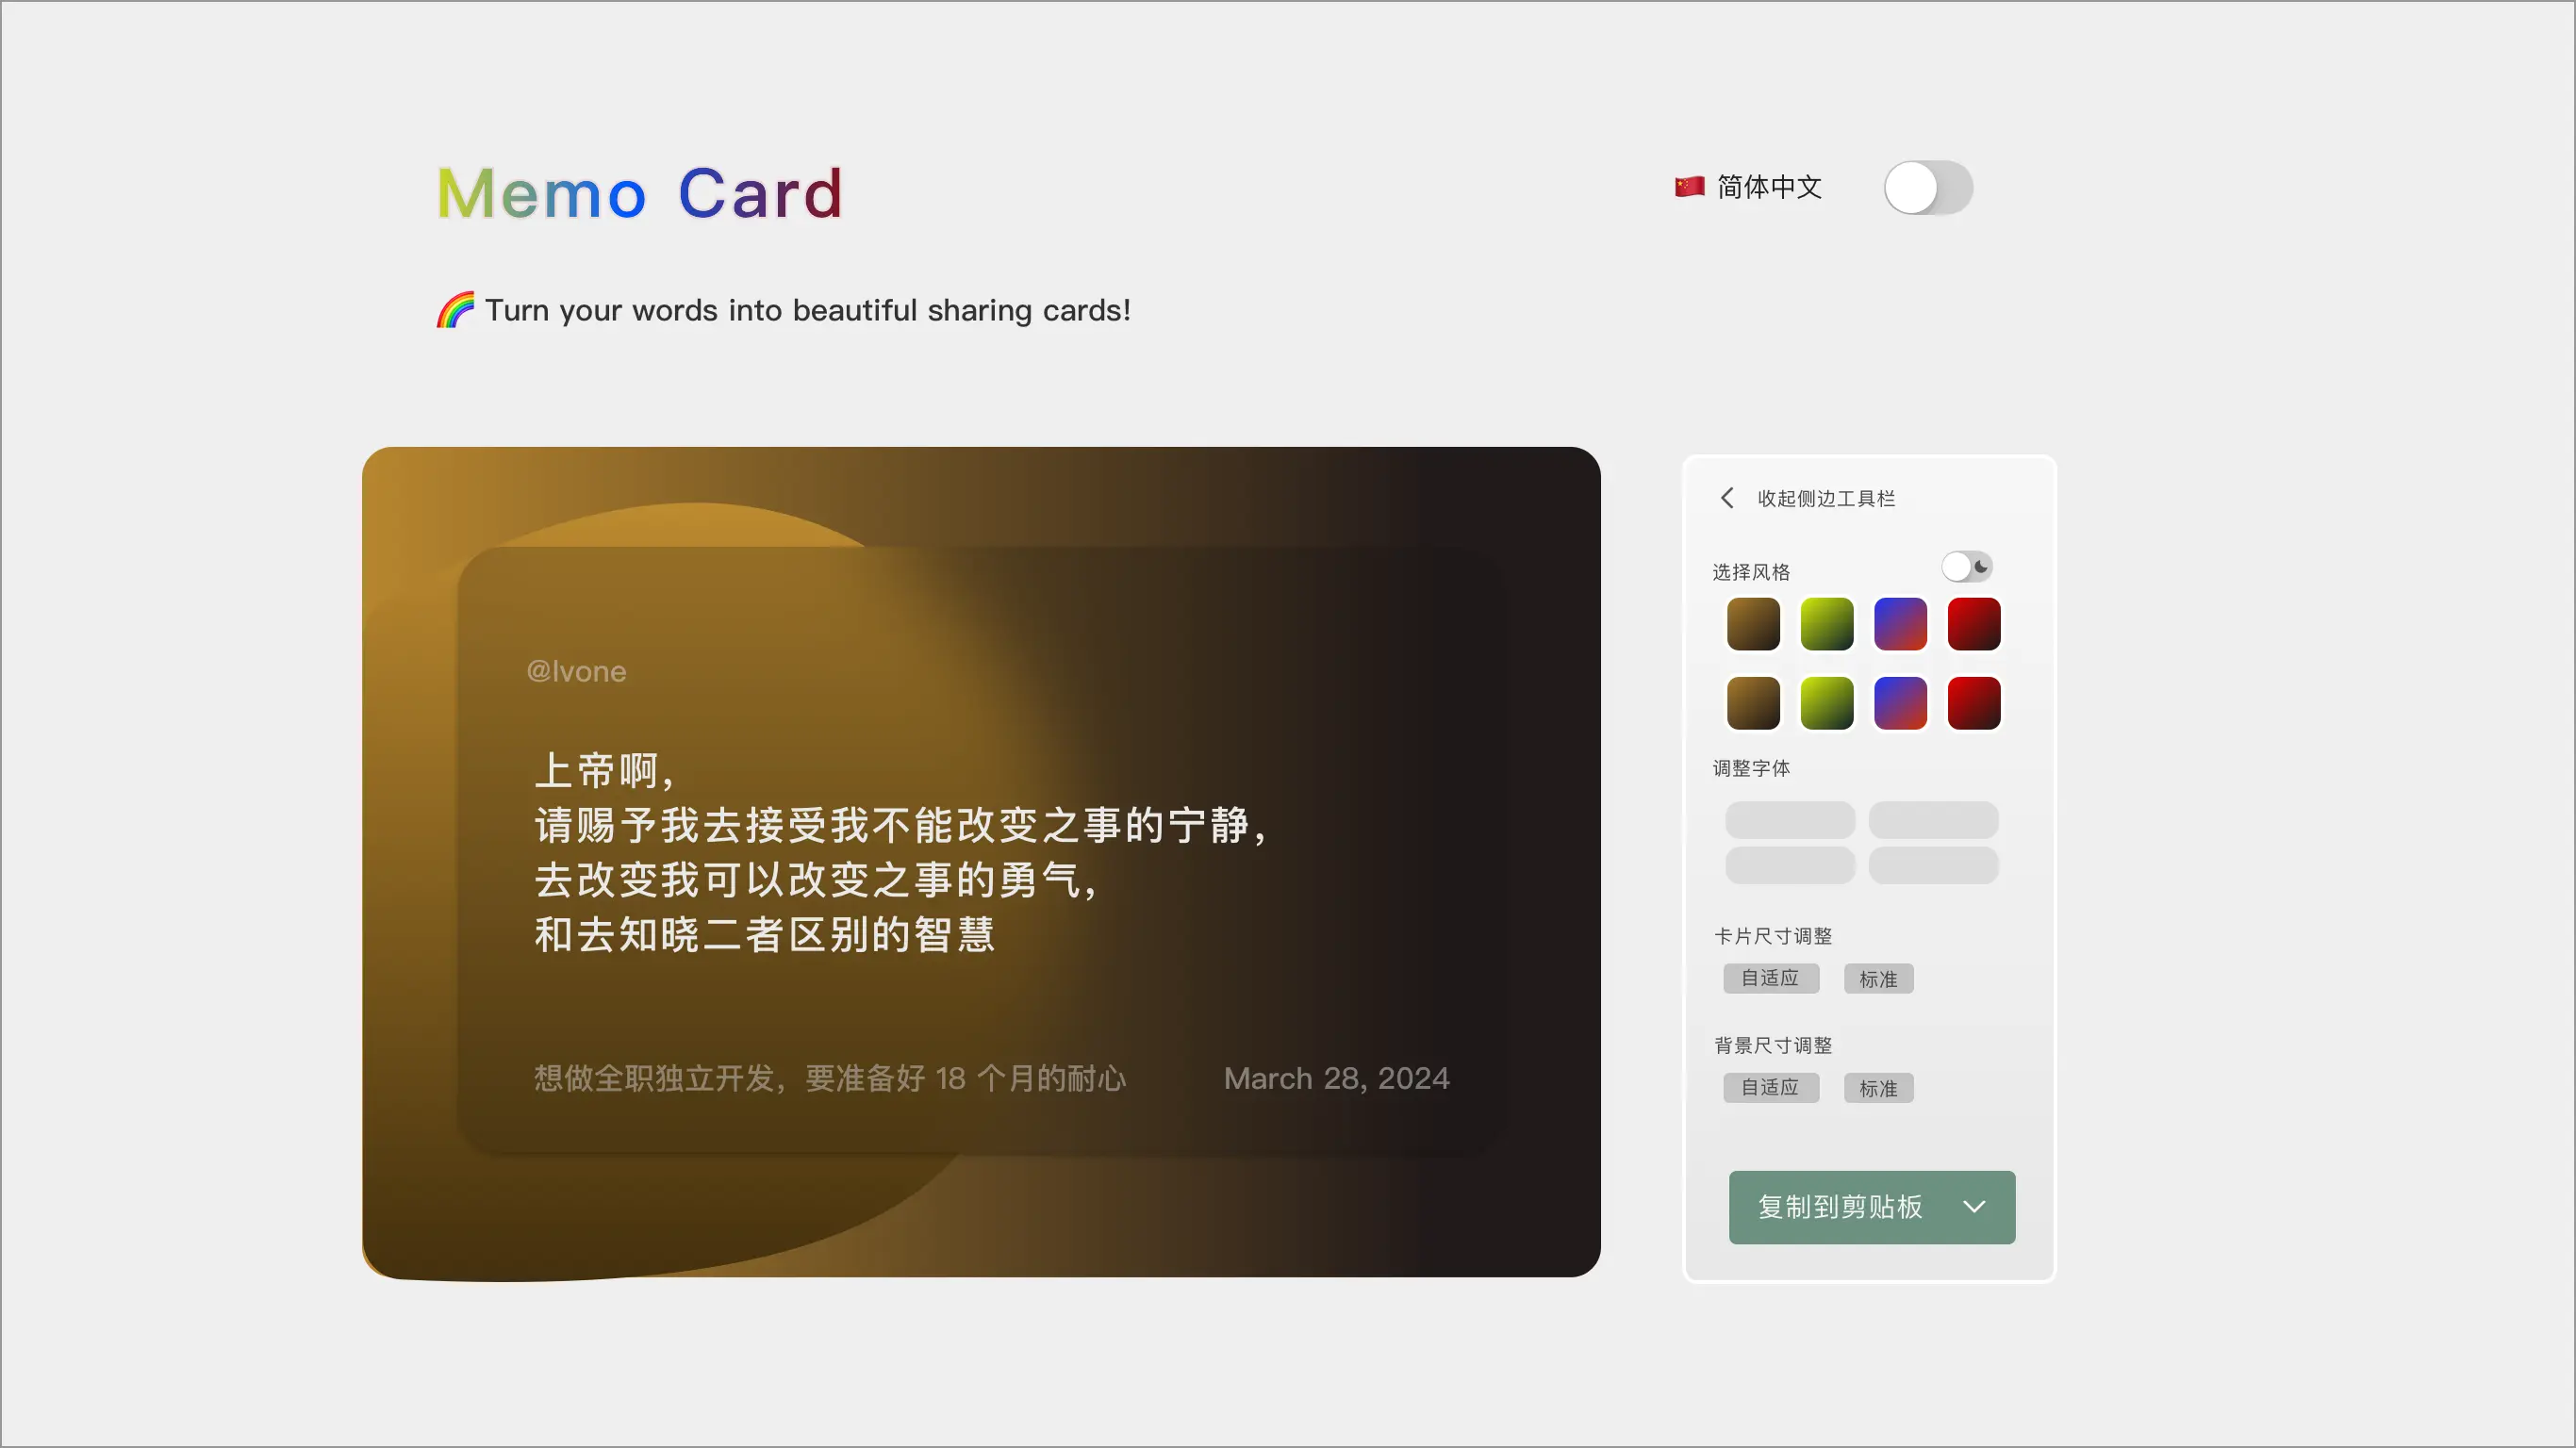 Memo Card
简体中文
Turn your words into beautiful sharing cards!
@lvone
上帝啊,
请赐予我去接受我不能改变之事的宁静,
去改变我可以改变之事的勇气,
和去知晓二者区别的智慧
想做全职独立开发，要准备好 18 个月的耐心
March 28, 2024
收起侧边工具栏
选择风格
调整字体
卡片尺寸调整
自适应
标准
背景尺寸调整
自适应
标准
复制到剪贴板